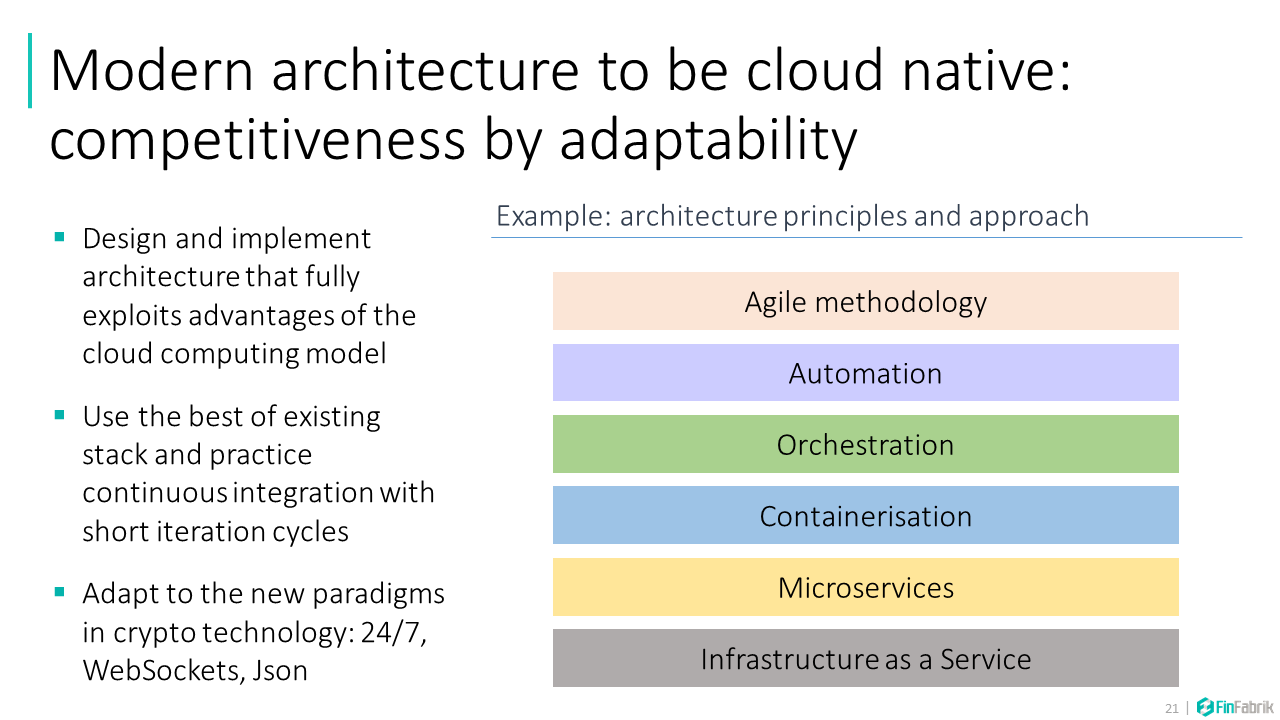 Modern architecture to be cloud native:
competitiveness by adaptability
Design and implement
architecture that fully
exploits advantages of the
cloud computing model
Use the best of existing
stack and practice
continuous integration with
short iteration cycles
Adapt to the new paradigms
in crypto technology: 24/7,
WebSockets, Json
Example: architecture principles and approach
Agile methodology
Automation
Orchestration
Containerisation
Microservices
Infrastructure as a Service
21 | FinFabrik